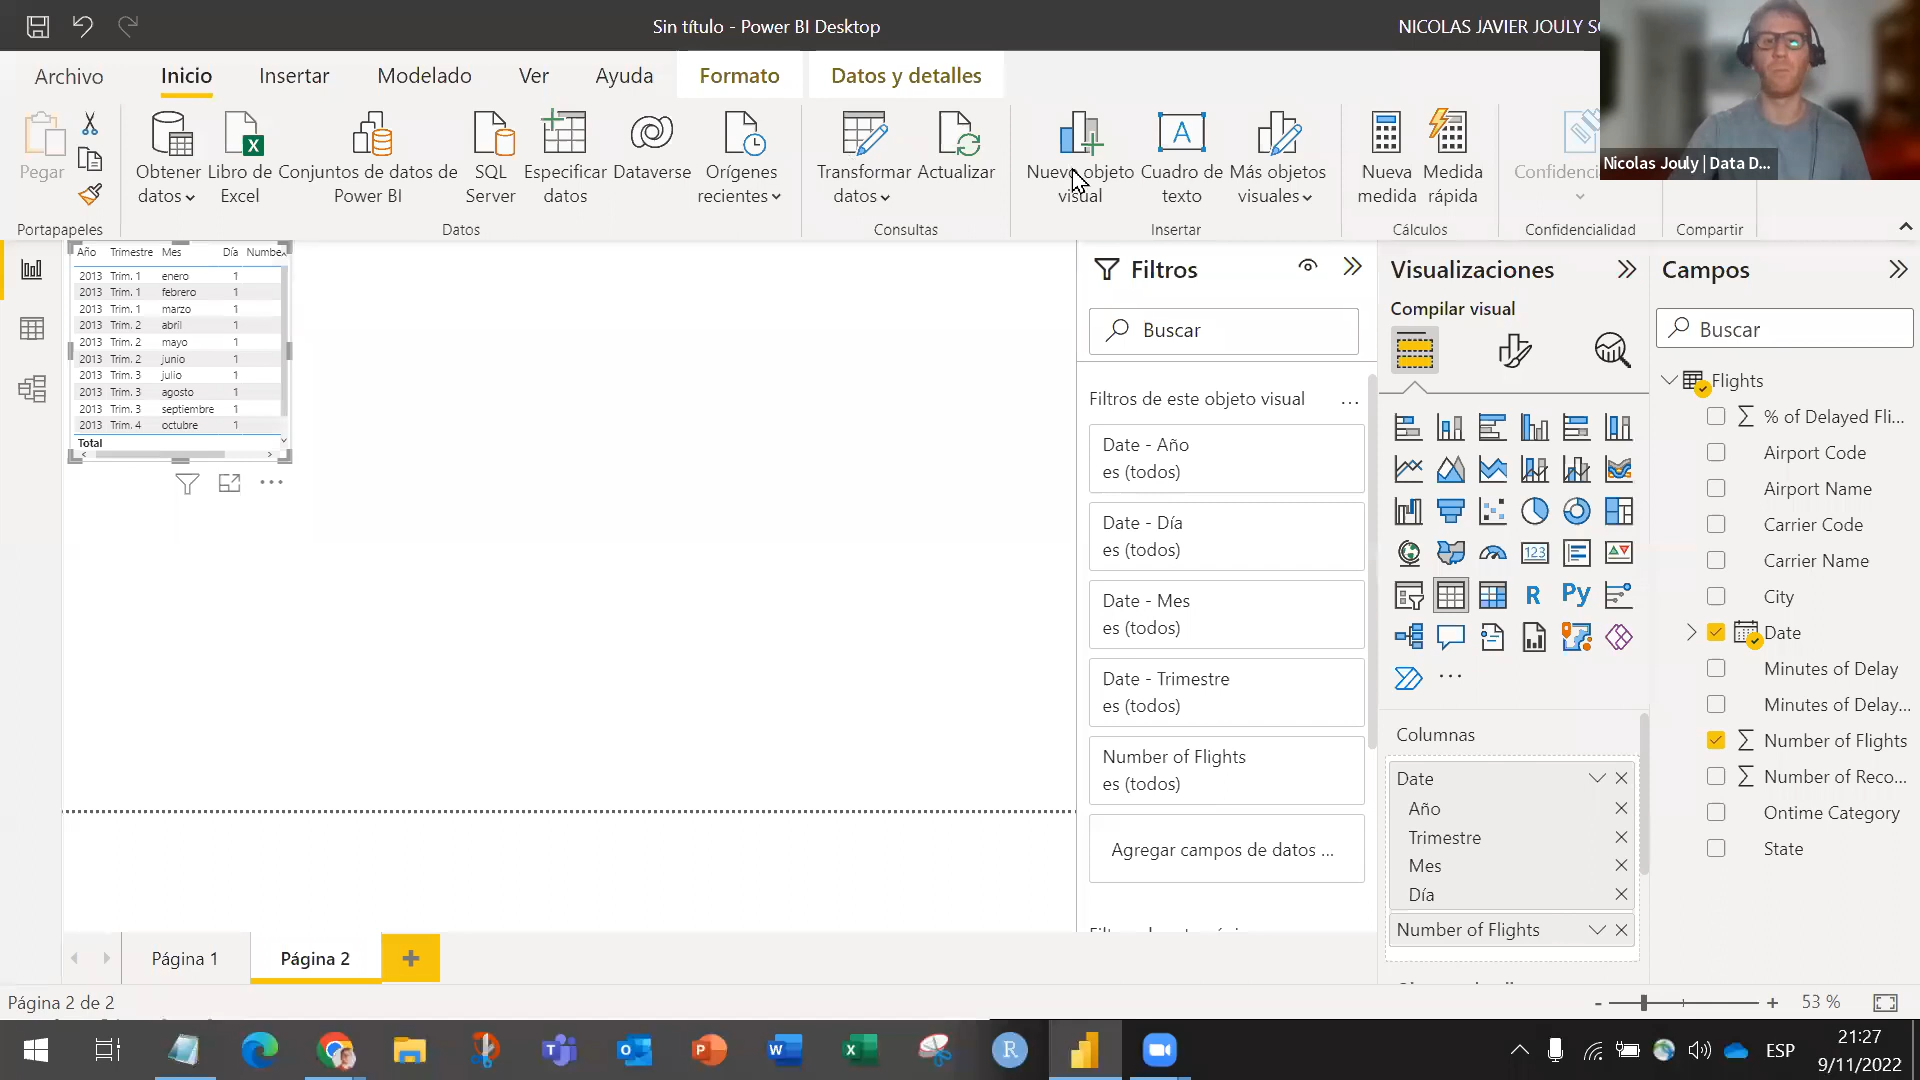 Sin título - Power BI Desktop
NICOLAS JAVIER JOULY
Archivo
Inicio
Insertar
Modelado
Ver
Ayuda
Formato
Datos y detalles
Pegar
Obtener datos
Libro de Excel
Conjuntos de datos de Power BI
SQL Server
Especificar datos
Dataverse
Orígenes recientes
Transformar datos
Actualizar
Nuevo objeto visual
Cuadro de texto
Más objetos visuales
Nueva medida
Medida rápida
Nicolas Jouly | Data D...
Portapapeles
Datos
Consultas
Insertar
Cálculos
Confidencialidad
Compartir
Año Trimestre Mes Día
2013 Trim. 1 enero 1
2013 Trim. 1 febrero 1
2013 Trim. 1 marzo 1
2013 Trim. 2 abril 1
2013 Trim. 2 mayo 1
2013 Trim. 2 junio 1
2013 Trim. 3 julio 1
2013 Trim. 3 agosto 1
2013 Trim. 3 septiembre 1
2013 Trim. 4 octubre 1
Total
Filtros
Buscar
Filtros de este objeto visual ...
Date - Año
es (todos)
Date - Día
es (todos)
Date - Mes
es (todos)
Date - Trimestre
es (todos)
Number of Flights
es (todos)
Agregar campos de datos ...
Visualizaciones
Compilar visual
123
R
Py
...
Columnas
Date
Año
Trimestre
Mes
Día
Number of Flights
Campos
Buscar
Flights
% of Delayed Fli...
Airport Code
Airport Name
Carrier Code
Carrier Name
City
Date
Minutes of Delay
Minutes of Delay...
Number of Flights
Number of Reco...
Ontime Category
State
Página 1
Página 2
Página 2 de 2
53 %
ESP
21:27
9/11/2022